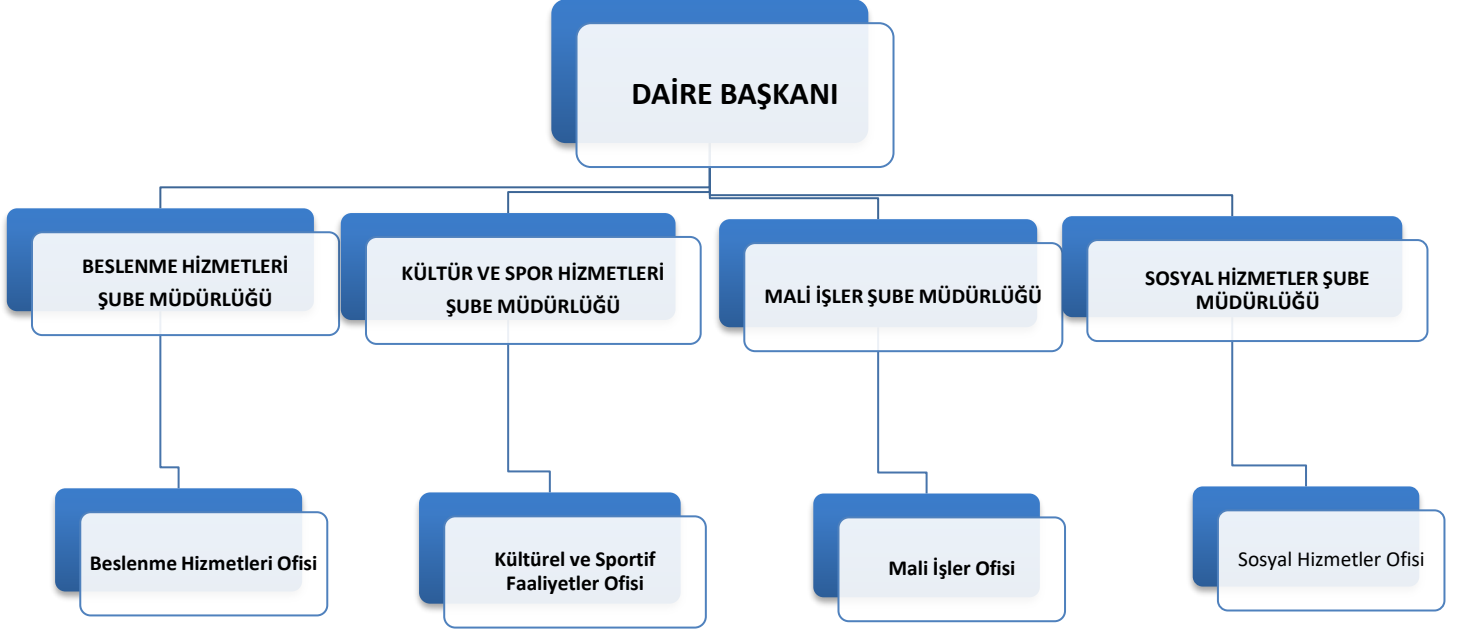 DAİRE BAŞKANI
BESLENME HİZMETLERİ
ŞUBE MÜDÜRLÜĞÜ
KÜLTÜR VE SPOR HİZMETLERİ
ŞUBE MÜDÜRLÜĞÜ
MALİ İŞLER ŞUBE MÜDÜRLÜĞÜ
SOSYAL HİZMETLER ŞUBE
MÜDÜRLÜĞÜ
Beslenme Hizmetleri Ofisi
Kültürel ve Sportif
Faaliyetler Ofisi
Mali İşler Ofisi
Sosyal Hizmetler Ofisi